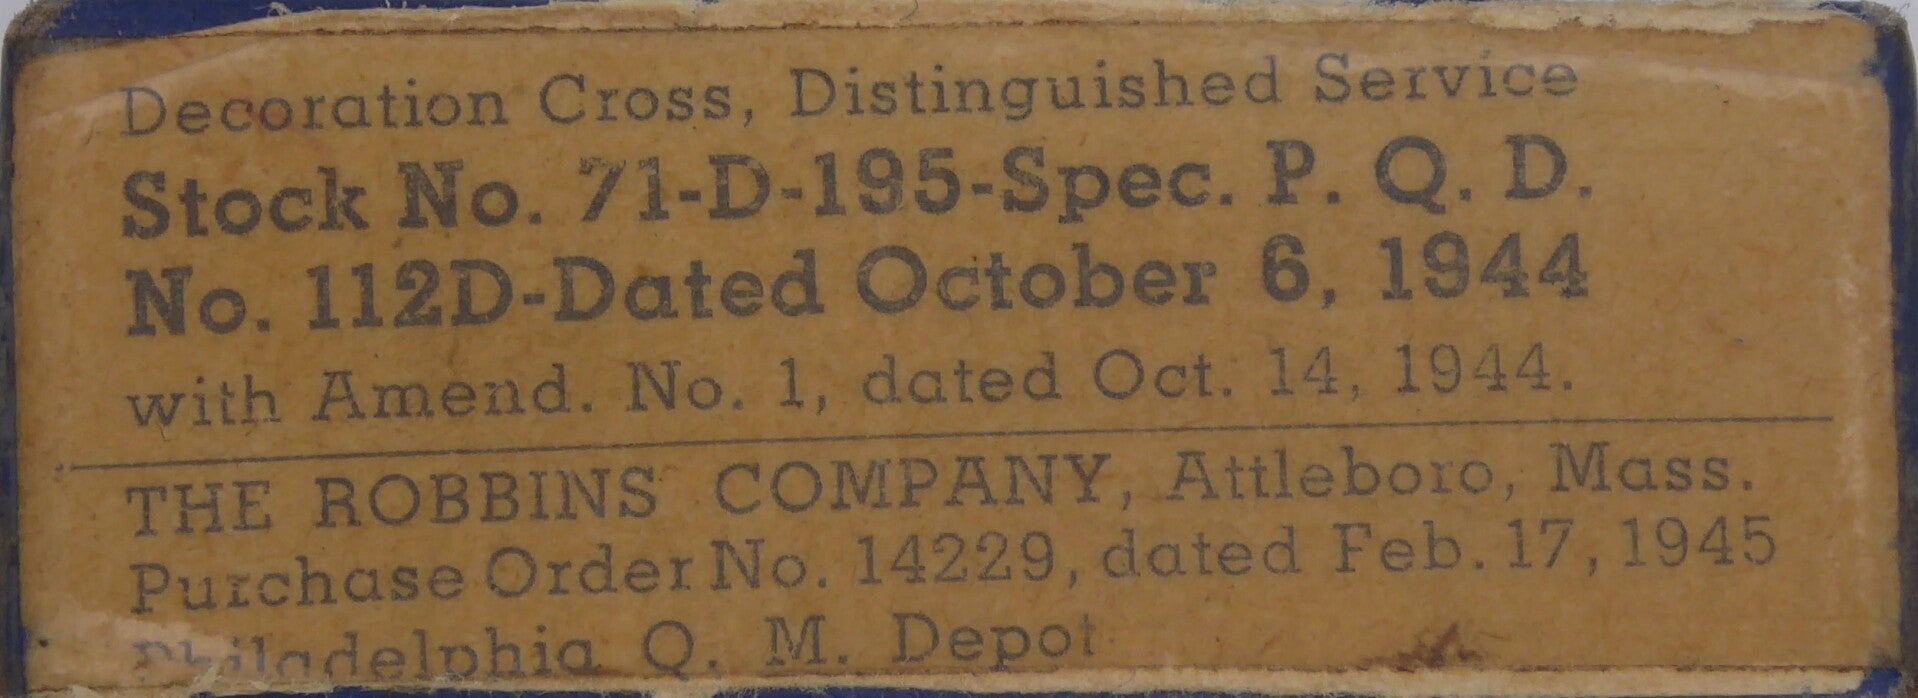 Decoration Cross, Distinguished Service
Stock No. 71-D-195-Spec. P. Q. D.
No. 112D-Dated October 6, 1944
with Amend. No. 1, dated Oct. 14, 1944.
THE ROBBINS COMPANY, Attleboro, Mass.
Purchase Order No. 14229, dated Feb. 17, 1945
Philadelphia Q. M. Depot